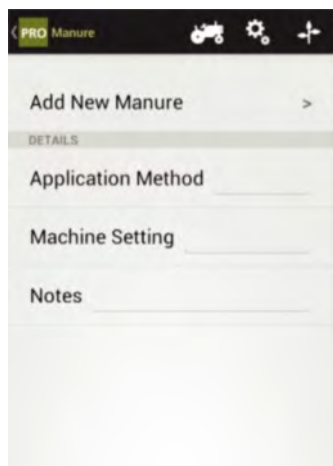 PRO Manure
Add New Manure >
DETAILS
Application Method
Machine Setting
Notes